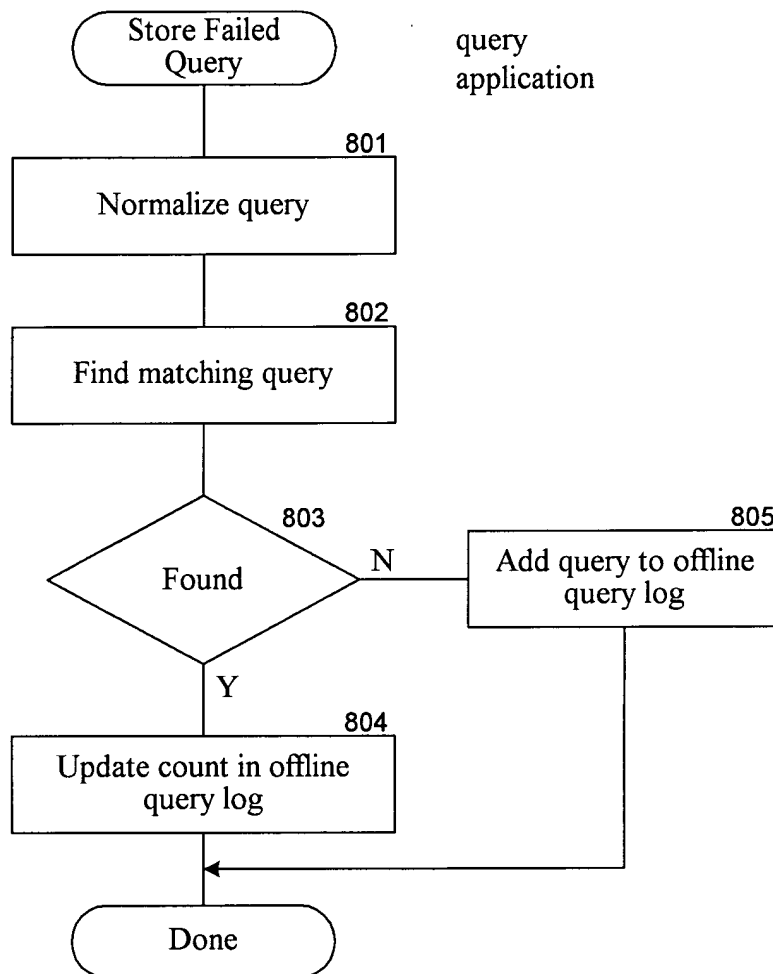 Store Failed
Query
query
application
801
Normalize query
802
Find matching query
803
Found
N
805
Add query to offline
query log
Y
804
Update count in offline
query log
Done